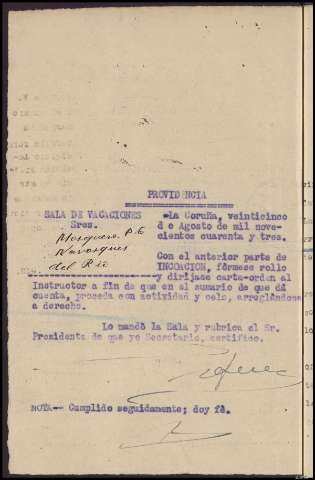 PROVIDENCIA
SALA DE VACACIONES
Sres.
Mosquera P. G
Navasques
del Río
-La Coruña, veinticinco
d e Agosto de mil nove-
cientos cuarenta y tres.
Con el anterior parte de
INCOACION, fórmese rollo
y diríjase carta-orden al
Instructor a fin de que en el sumario de que dá
cuenta, proceda con actividad y celo, arreglándose
a derecho.
Lo mandó la Sala y rubrica el Sr.
Presidente de que yo Secretario, certifico.
NOTA-- Cumplido seguidamente; doy fé.